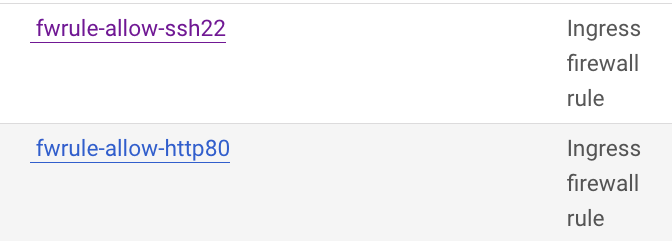 fwrule-allow-ssh22
Ingress
firewall
rule
fwrule-allow-http80
Ingress
firewall
rule